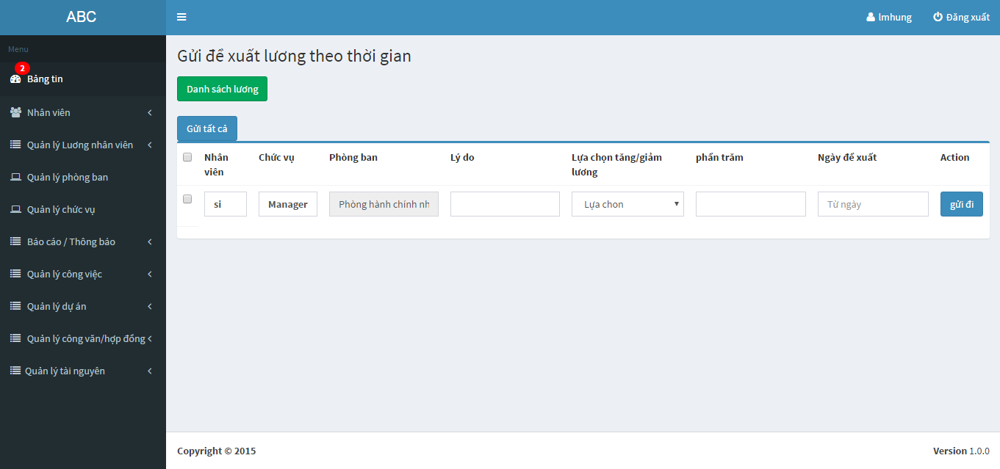 ABC
lmhung
Đăng xuất
Menu
2
Bảng tin
Nhân viên
Quản lý Luơng nhân viên
Quản lý phòng ban
Quản lý chức vụ
Báo cáo / Thông báo
Quản lý công việc
Quản lý dự án
Quản lý công văn/hợp đồng
Quản lý tài nguyên
Gửi đề xuất lương theo thời gian
Danh sách lương
Gửi tất cả
Nhân viên
Chức vụ
Phòng ban
Lý do
Lựa chọn tăng/giảm lương
phần trăm
Ngày đề xuất
Action
si
Manager
Phòng hành chính nh
Lựa chon
Từ ngày
gửi đi
Copyright © 2015
Version 1.0.0